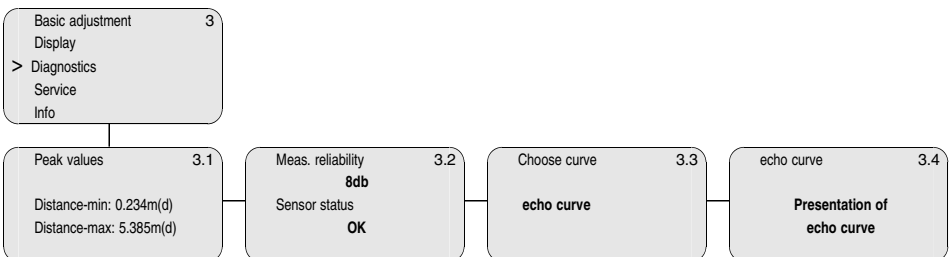 Basic adjustment 3
Display
> Diagnostics
Service
Info
Peak values 3.1
Distance-min: 0.234m(d)
Distance-max: 5.385m(d)
Meas. reliability 3.2
8db
Sensor status
OK
Choose curve 3.3
echo curve
echo curve 3.4
Presentation of
echo curve